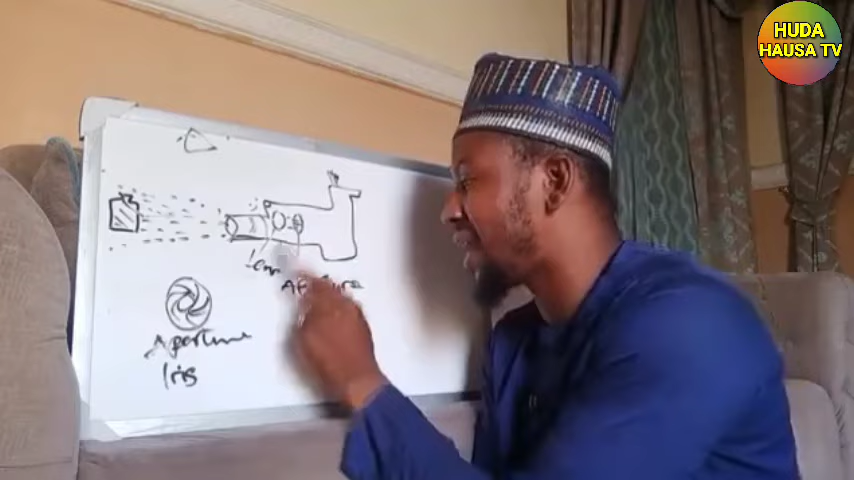 HUDA
HAUSA TV
Lens
Aperture
Aperture
Iris